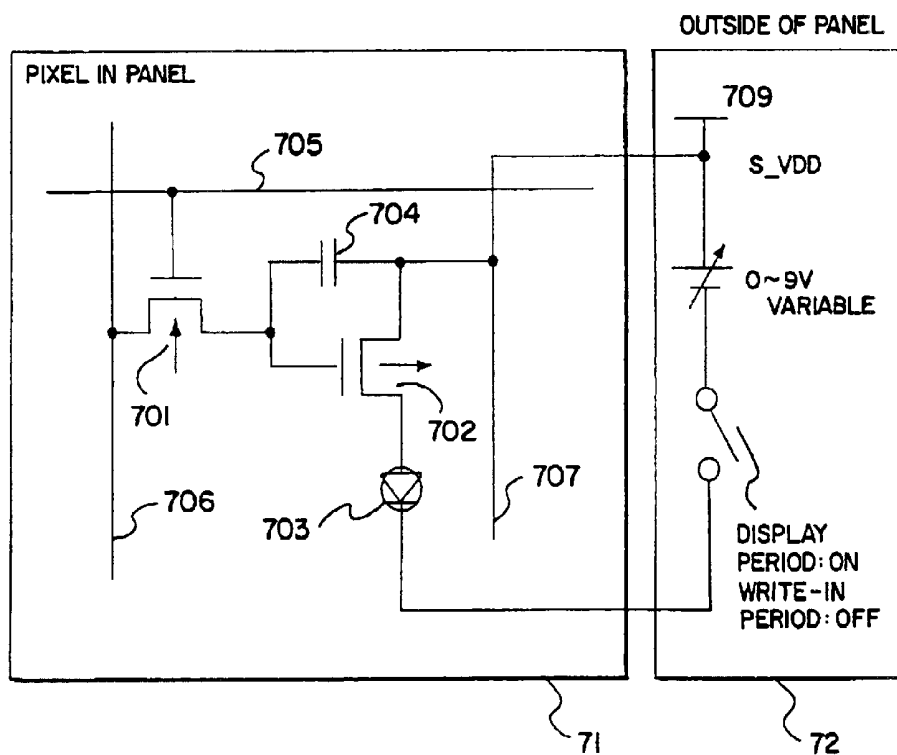 OUTSIDE OF PANEL
PIXEL IN PANEL
709
705
S_VDD
704
0~9V
VARIABLE
701
702
706
703
707
DISPLAY
PERIOD: ON
WRITE-IN
PERIOD: OFF
71
72